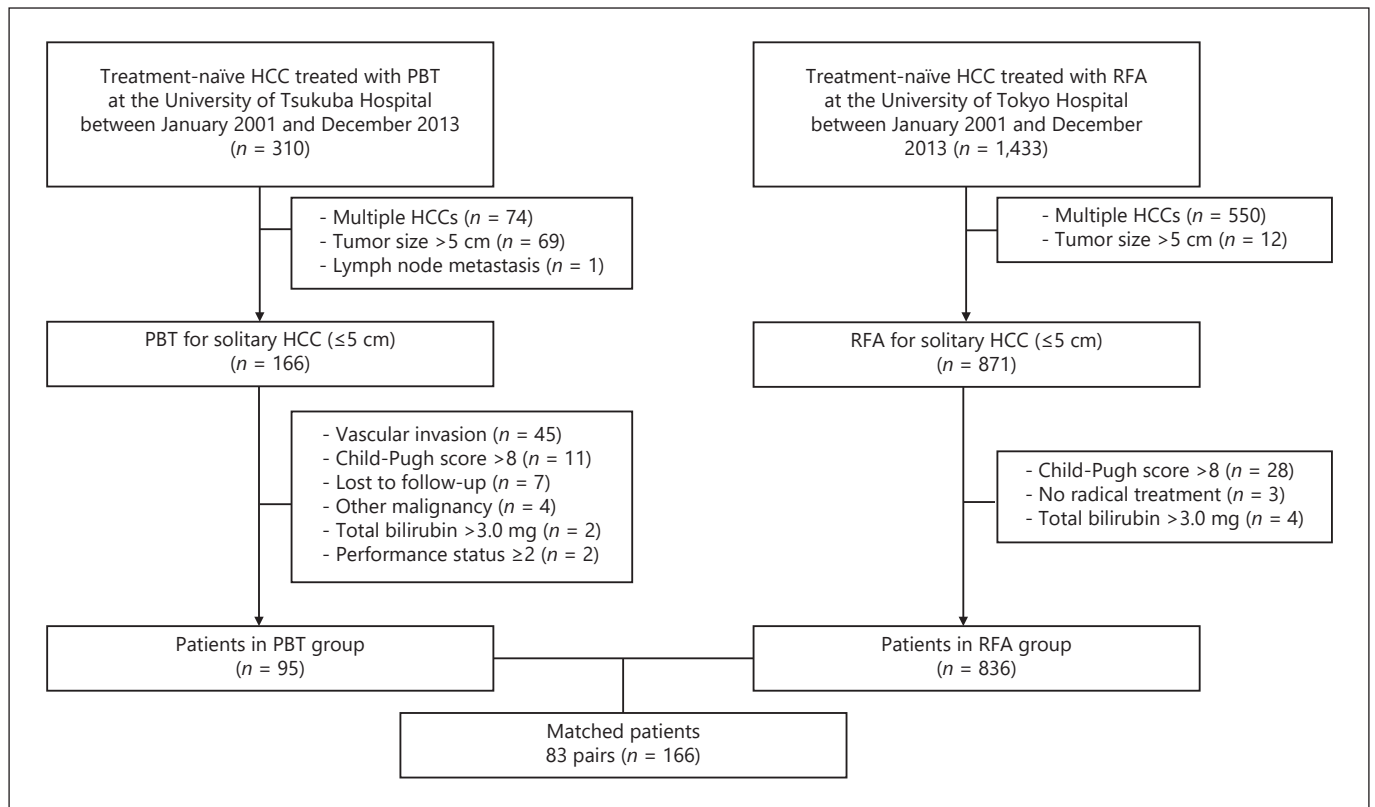 Treatment-naïve HCC treated with PBT
at the University of Tsukuba Hospital
between January 2001 and December 2013
(n = 310)
Treatment-naïve HCC treated with RFA
at the University of Tokyo Hospital
between January 2001 and December
2013 (n = 1,433)
- Multiple HCCs (n = 74)
- Tumor size >5 cm (n = 69)
- Lymph node metastasis (n = 1)
- Multiple HCCs (n = 550)
- Tumor size >5 cm (n = 12)
PBT for solitary HCC (≤5 cm)
(n = 166)
RFA for solitary HCC (≤5 cm)
(n = 871)
- Vascular invasion (n = 45)
- Child-Pugh score >8 (n = 11)
- Lost to follow-up (n = 7)
- Other malignancy (n = 4)
- Total bilirubin >3.0 mg (n = 2)
- Performance status ≥2 (n = 2)
- Child-Pugh score >8 (n = 28)
- No radical treatment (n = 3)
- Total bilirubin >3.0 mg (n = 4)
Patients in PBT group
(n = 95)
Patients in RFA group
(n = 836)
Matched patients
83 pairs (n = 166)